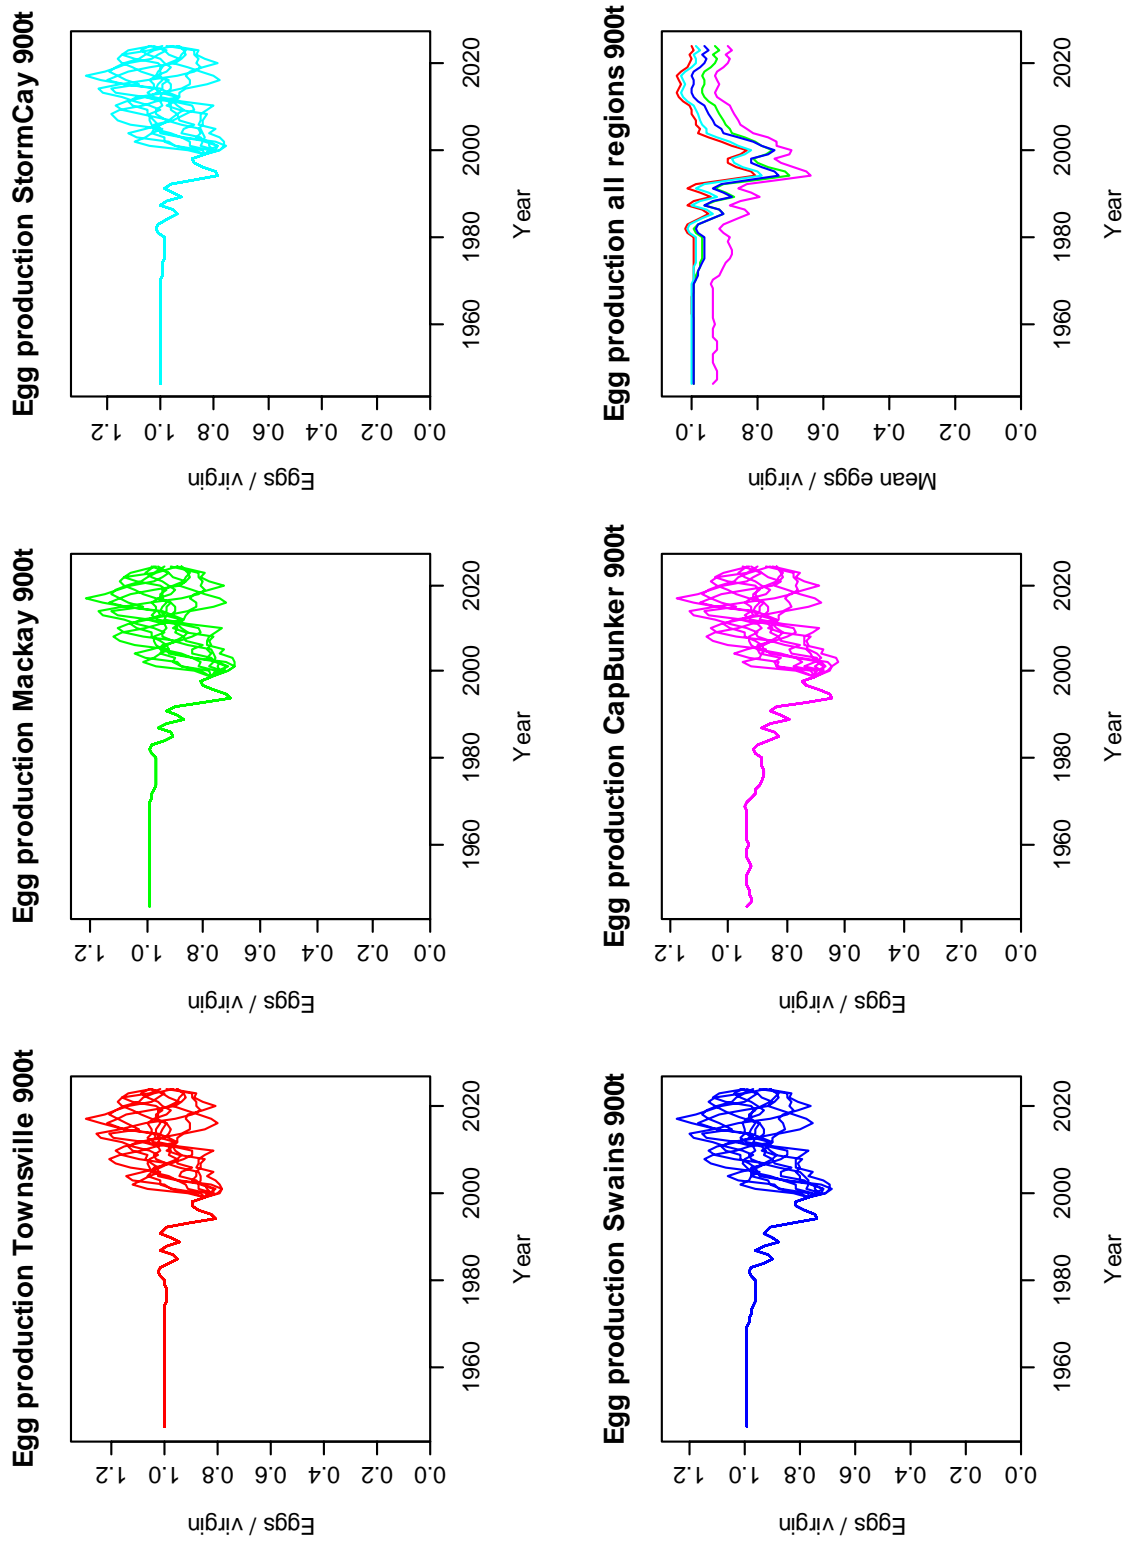 Egg production Townsville 900t
Eggs / virgin
1.2
1.0
0.8
0.6
0.4
0.2
0.0
1960 1980 2000 2020
Year
Egg production Mackay 900t
Eggs / virgin
1.2
1.0
0.8
0.6
0.4
0.2
0.0
1960 1980 2000 2020
Year
Egg production StormCay 900t
Eggs / virgin
1.2
1.0
0.8
0.6
0.4
0.2
0.0
1960 1980 2000 2020
Year
Egg production Swains 900t
Eggs / virgin
1.2
1.0
0.8
0.6
0.4
0.2
0.0
1960 1980 2000 2020
Year
Egg production CapBunker 900t
Eggs / virgin
1.2
1.0
0.8
0.6
0.4
0.2
0.0
1960 1980 2000 2020
Year
Egg production all regions 900t
Mean eggs / virgin
1.0
0.8
0.6
0.4
0.2
0.0
1960 1980 2000 2020
Year